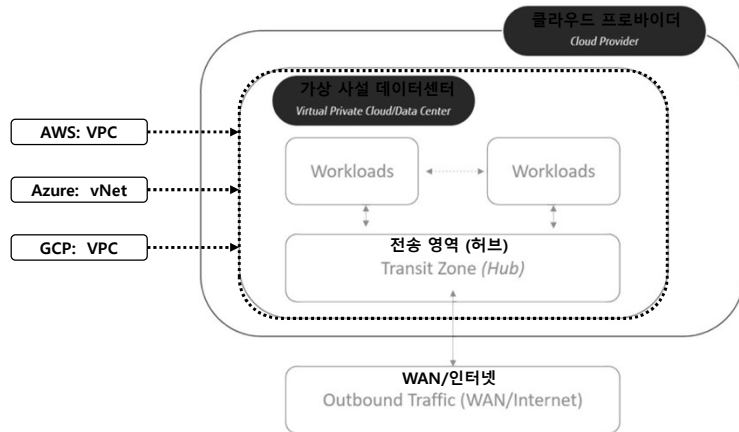 클라우드 프로바이더
Cloud Provider
가상 사설 데이터센터
Virtual Private Cloud/Data Center
AWS: VPC
Azure: vNet
GCP: VPC
Workloads
Workloads
전송 영역 (허브)
Transit Zone (Hub)
WAN/인터넷
Outbound Traffic (WAN/Internet)